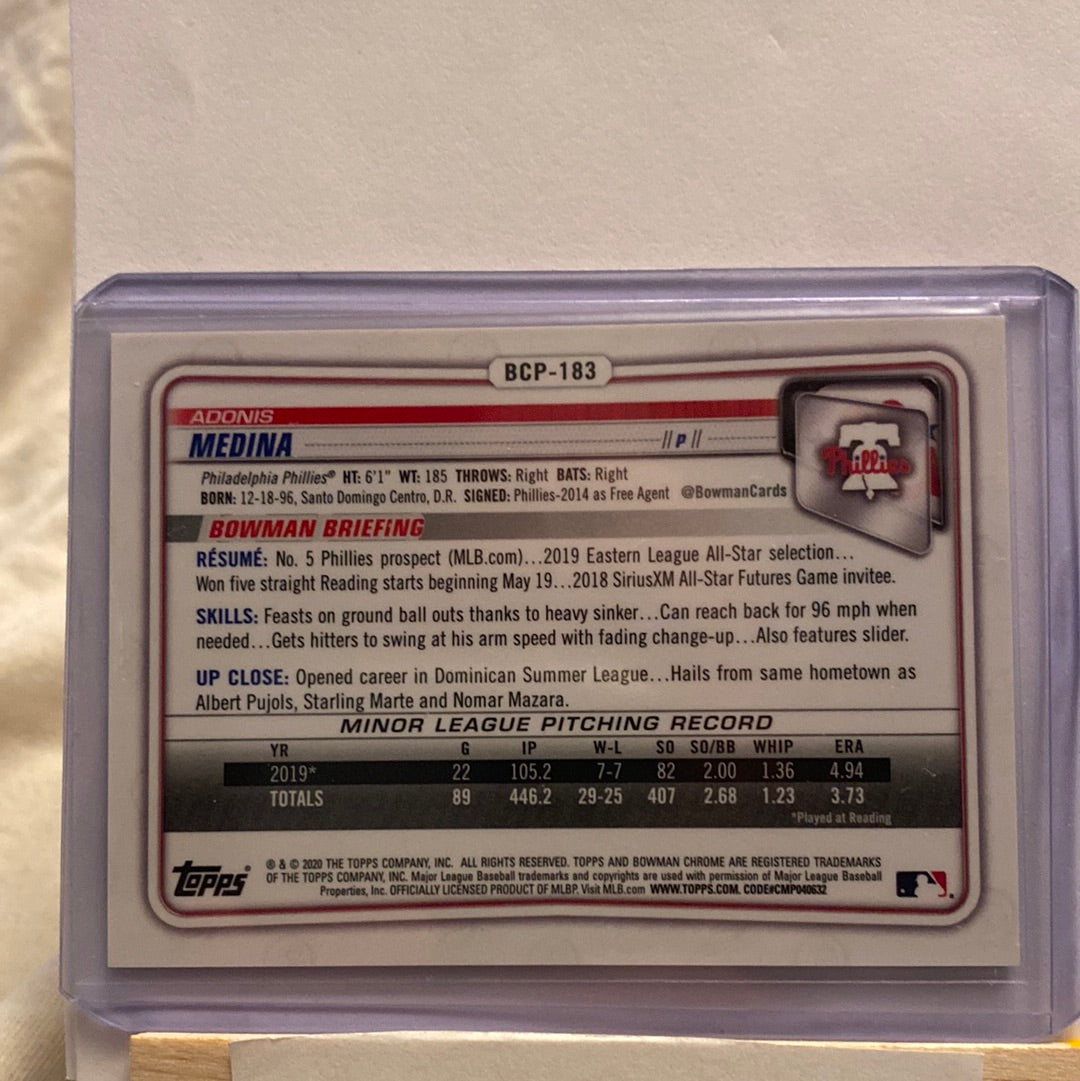 BCP-183
ADONIS
MEDINA // P //
Phillies
Philadelphia Phillies® HT: 6'1" WT: 185 THROWS: Right BATS: Right
BORN: 12-18-96, Santo Domingo Centro, D.R. SIGNED: Phillies-2014 as Free Agent @BowmanCards
BOWMAN BRIEFING
RÉSUMÉ: No. 5 Phillies prospect (MLB.com)...2019 Eastern League All-Star selection...
Won five straight Reading starts beginning May 19...2018 SiriusXM All-Star Futures Game invitee.
SKILLS: Feasts on ground ball outs thanks to heavy sinker...Can reach back for 96 mph when
needed...Gets hitters to swing at his arm speed with fading change-up...Also features slider.
UP CLOSE: Opened career in Dominican Summer League...Hails from same hometown as
Albert Pujols, Starling Marte and Nomar Mazara.
MINOR LEAGUE PITCHING RECORD
YR G IP W-L SO SO/BB WHIP ERA
2019* 22 105.2 7-7 82 2.00 1.36 4.94
TOTALS 89 446.2 29-25 407 2.68 1.23 3.73
*Played at Reading
Topps®
® & © 2020 THE TOPPS COMPANY, INC. ALL RIGHTS RESERVED. TOPPS AND BOWMAN CHROME ARE REGISTERED TRADEMARKS
OF THE TOPPS COMPANY, INC. Major League Baseball trademarks and copyrights are used with permission of Major League Baseball
Properties, Inc. OFFICIALLY LICENSED PRODUCT OF MLBP. Visit MLB.com WWW.TOPPS.COM. CODE#CMP040632